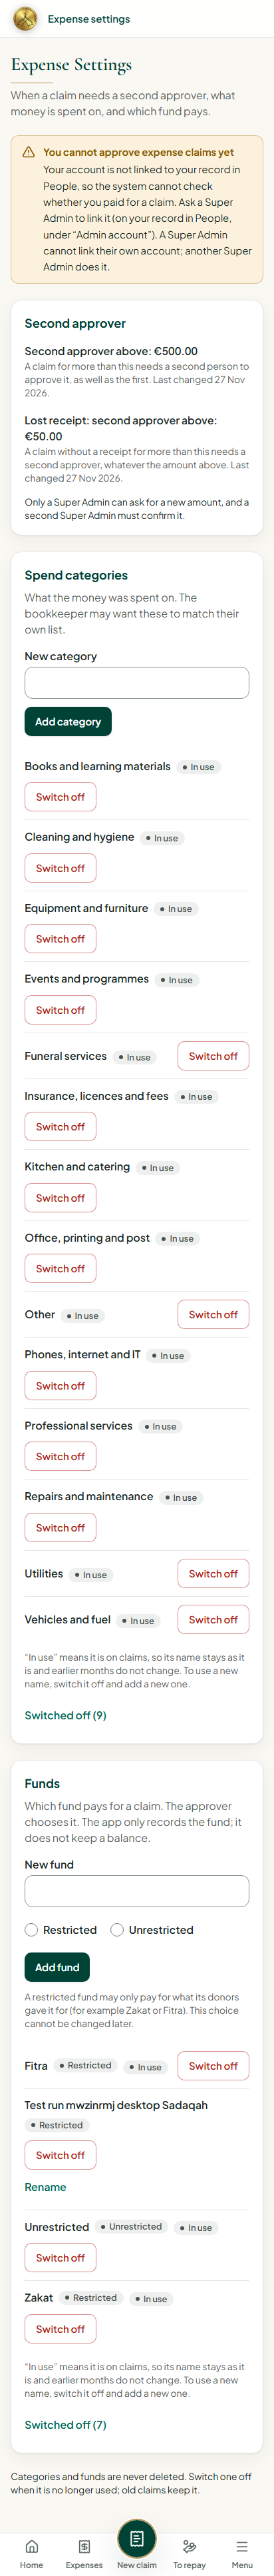 Expense settings
Expense Settings
When a claim needs a second approver, what
money is spent on, and which fund pays.
You cannot approve expense claims yet
Your account is not linked to your record in
People, so the system cannot check
whether you paid for a claim. Ask a Super
Admin to link it (on your record in People,
under “Admin account”). A Super Admin
cannot link their own account; another Super
Admin does it.
Second approver
Second approver above: €500.00
A claim for more than this needs a second person to
approve it, as well as the first. Last changed 27 Nov
2026.
Lost receipt: second approver above:
€50.00
A claim without a receipt for more than this needs a
second approver, whatever the amount above. Last
changed 27 Nov 2026.
Only a Super Admin can ask for a new amount, and a
second Super Admin must confirm it.
Spend categories
What the money was spent on. The
bookkeeper may want these to match their
own list.
New category
Add category
Books and learning materials In use
Switch off
Cleaning and hygiene In use
Switch off
Equipment and furniture In use
Switch off
Events and programmes In use
Switch off
Funeral services In use Switch off
Insurance, licences and fees In use
Switch off
Kitchen and catering In use
Switch off
Office, printing and post In use
Switch off
Other In use Switch off
Phones, internet and IT In use
Switch off
Professional services In use
Switch off
Repairs and maintenance In use
Switch off
Utilities In use Switch off
Vehicles and fuel In use Switch off
“In use” means it is on claims, so its name stays as it
is and earlier months do not change. To use a new
name, switch it off and add a new one.
Switched off (9)
Funds
Which fund pays for a claim. The approver
chooses it. The app only records the fund; it
does not keep a balance.
New fund
Restricted Unrestricted
Add fund
A restricted fund may only pay for what its donors
gave it for (for example Zakat or Fitra). This choice
cannot be changed later.
Fitra Restricted In use Switch off
Test run mwzinrmj desktop Sadaqah
Restricted
Switch off
Rename
Unrestricted Unrestricted In use
Switch off
Zakat Restricted In use
Switch off
“In use” means it is on claims, so its name stays as it
is and earlier months do not change. To use a new
name, switch it off and add a new one.
Switched off (7)
Categories and funds are never deleted. Switch one off
when it is no longer used; old claims keep it.
Home Expenses New claim To repay Menu